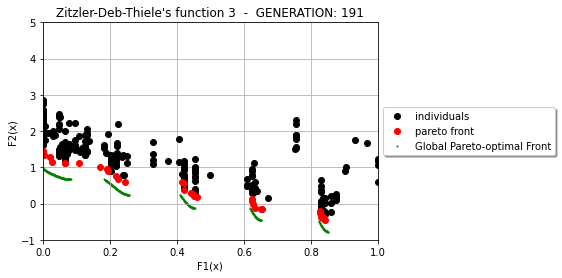 Zitzler-Deb-Thiele's function 3 - GENERATION: 191
5
4
3
2
1
0
−1
F2(x)
0.0 0.2 0.4 0.6 0.8 1.0
F1(x)
individuals
pareto front
Global Pareto-optimal Front